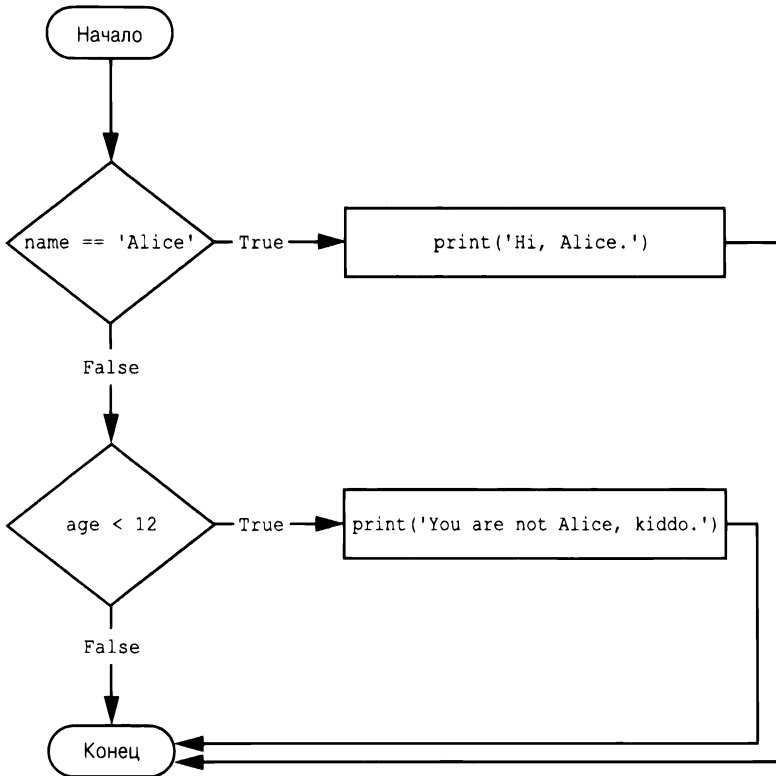 Начало
name == 'Alice'
True
print('Hi, Alice.')
False
age < 12
True
print('You are not Alice, kiddo.')
False
Конец